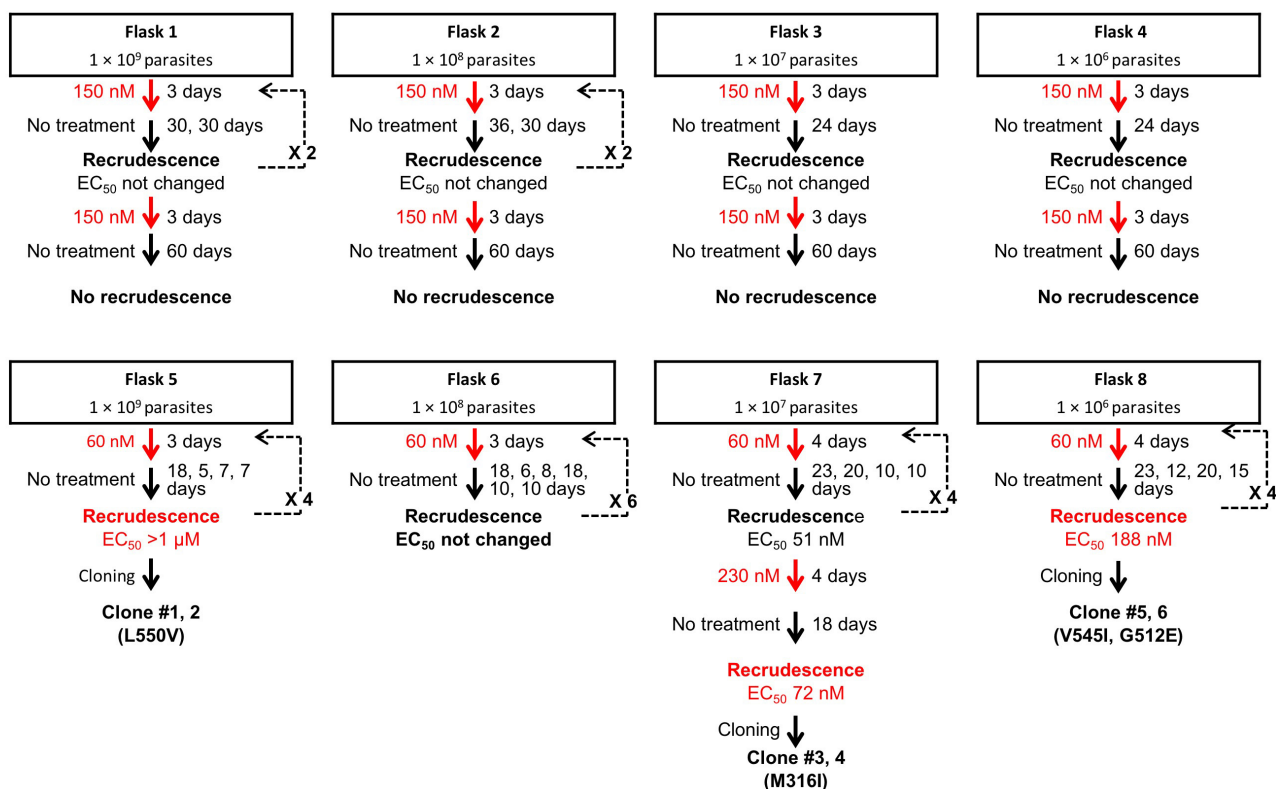 Flask 1
1 × 10⁹ parasites
150 nM 3 days
No treatment 30, 30 days
X 2
Recrudescence
EC₅₀ not changed
150 nM 3 days
No treatment 60 days
No recrudescence
Flask 2
1 × 10⁸ parasites
150 nM 3 days
No treatment 36, 30 days
X 2
Recrudescence
EC₅₀ not changed
150 nM 3 days
No treatment 60 days
No recrudescence
Flask 3
1 × 10⁷ parasites
150 nM 3 days
No treatment 24 days
Recrudescence
EC₅₀ not changed
150 nM 3 days
No treatment 60 days
No recrudescence
Flask 4
1 × 10⁶ parasites
150 nM 3 days
No treatment 24 days
Recrudescence
EC₅₀ not changed
150 nM 3 days
No treatment 60 days
No recrudescence
Flask 5
1 × 10⁹ parasites
60 nM 3 days
No treatment 18, 5, 7, 7
days
X 4
Recrudescence
EC₅₀ >1 µM
Cloning
Clone #1, 2
(L550V)
Flask 6
1 × 10⁸ parasites
60 nM 3 days
No treatment 18, 6, 8, 18,
10, 10 days
X 6
Recrudescence
EC₅₀ not changed
Flask 7
1 × 10⁷ parasites
60 nM 4 days
No treatment 23, 20, 10, 10
days
X 4
Recrudescence
EC₅₀ 51 nM
230 nM 4 days
No treatment 18 days
Recrudescence
EC₅₀ 72 nM
Cloning
Clone #3, 4
(M316I)
Flask 8
1 × 10⁶ parasites
60 nM 4 days
No treatment 23, 12, 20, 15
days
X 4
Recrudescence
EC₅₀ 188 nM
Cloning
Clone #5, 6
(V545I, G512E)